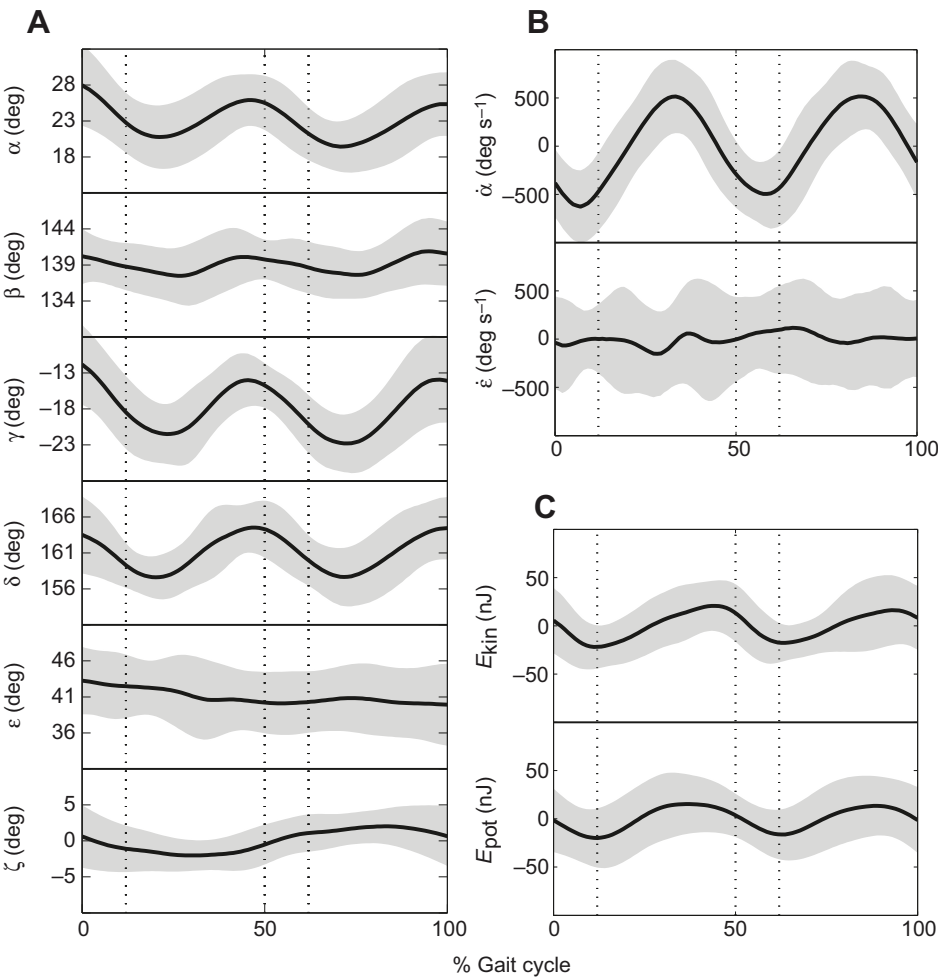 A
α (deg)
28
23
18
β (deg)
144
139
134
γ (deg)
–13
–18
–23
δ (deg)
166
161
156
ε (deg)
46
41
36
ζ (deg)
5
0
–5
0 50 100
B
α̇ (deg s⁻¹)
500
0
–500
ε̇ (deg s⁻¹)
500
0
–500
0 50 100
C
Ekin (nJ)
50
0
–50
Epot (nJ)
50
0
–50
0 50 100
% Gait cycle